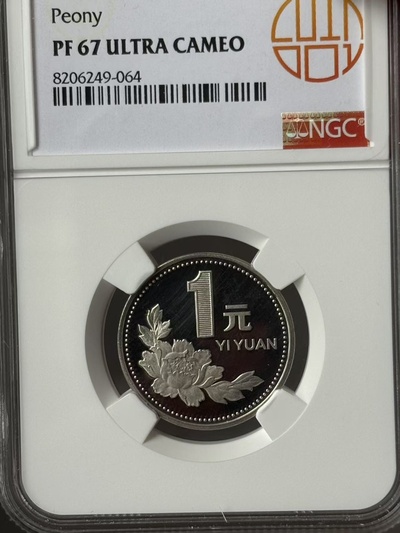 Peony
PF 67 ULTRA CAMEO
8206249-064
NGC®
1
元
YI YUAN